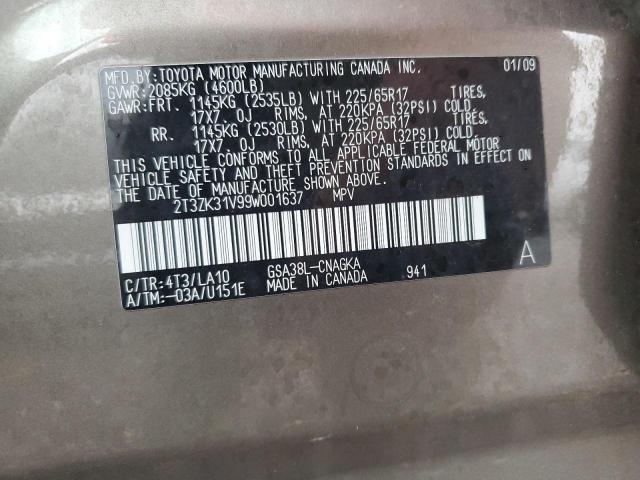 MFD.BY:TOYOTA MOTOR MANUFACTURING CANADA INC. 01/09
GVWR:2085KG (4600LB)
GAWR:FRT. 1145KG (2535LB) WITH 225/65R17 TIRES,
17X7.0J RIMS, AT 220KPA (32PSI) COLD.
RR. 1145KG (2530LB) WITH 225/65R17 TIRES,
17X7.0J RIMS, AT 220KPA (32PSI) COLD.
THIS VEHICLE CONFORMS TO ALL APPLICABLE FEDERAL MOTOR
VEHICLE SAFETY AND THEFT PREVENTION STANDARDS IN EFFECT ON
THE DATE OF MANUFACTURE SHOWN ABOVE.
2T3ZK31V99W001637 MPV
C/TR:4T3/LA10 GSA38L-CNAGKA A
A/TM:-03A/U151E MADE IN CANADA 941